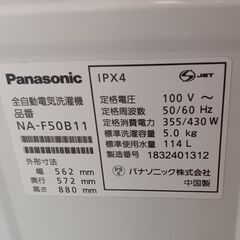 Panasonic
全自動電気洗濯機
品番
NA-F50B11
外形寸法
幅 562 mm
奥行 572 mm
高さ 880 mm
IPX4
S JET
定格電圧 100 V~
定格周波数 50/60 Hz
定格消費電力 355/430 W
標準洗濯容量 5.0 kg
標準使用水量 114 L
製造番号 1832401312
パナソニック株式会社
中国製